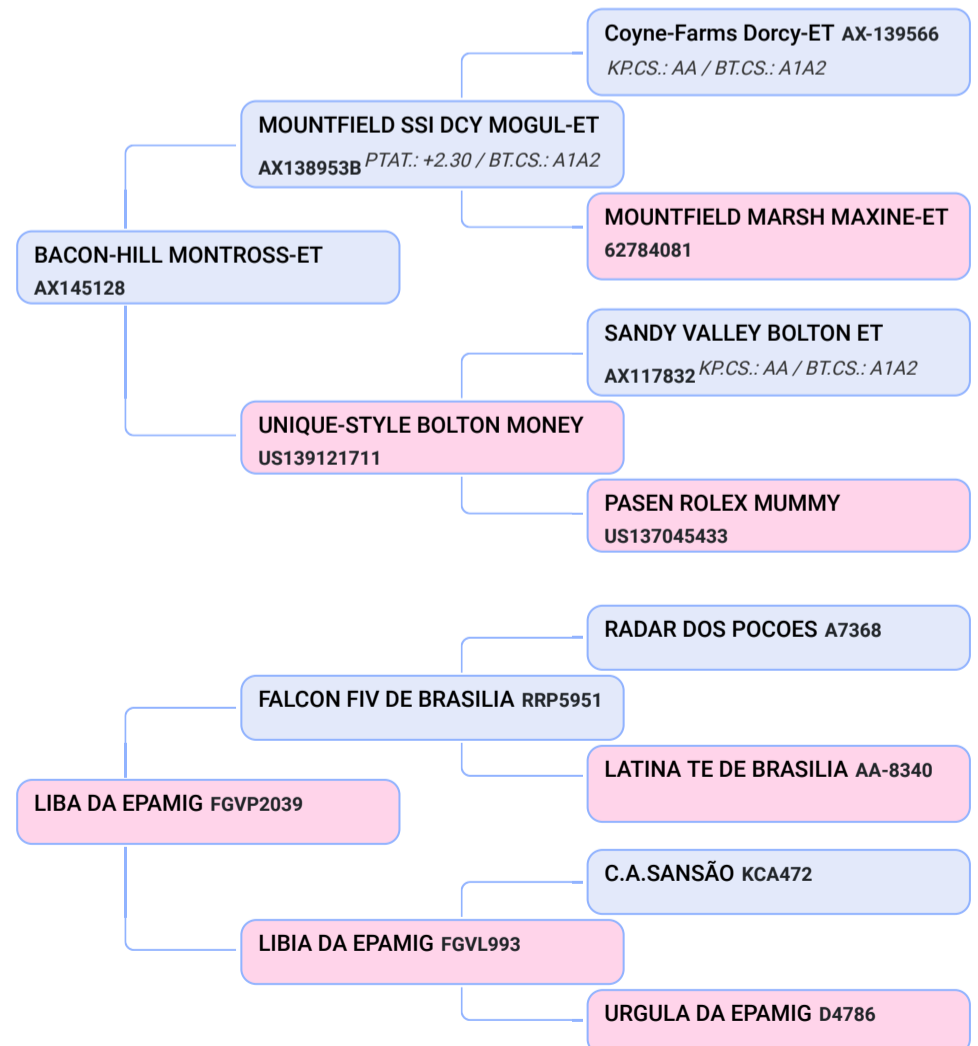 Coyne-Farms Dorcy-ET AX-139566
KP.CS.: AA / BT.CS.: A1A2
MOUNTFIELD SSI DCY MOGUL-ET
AX138953B PTAT.: +2.30 / BT.CS.: A1A2
MOUNTFIELD MARSH MAXINE-ET
62784081
BACON-HILL MONTROSS-ET
AX145128
SANDY VALLEY BOLTON ET
AX117832 KP.CS.: AA / BT.CS.: A1A2
UNIQUE-STYLE BOLTON MONEY
US139121711
PASEN ROLEX MUMMY
US137045433
RADAR DOS POCOES A7368
FALCON FIV DE BRASILIA RRP5951
LATINA TE DE BRASILIA AA-8340
LIBA DA EPAMIG FGVP2039
C.A.SANSÃO KCA472
LIBIA DA EPAMIG FGVL993
URGULA DA EPAMIG D4786